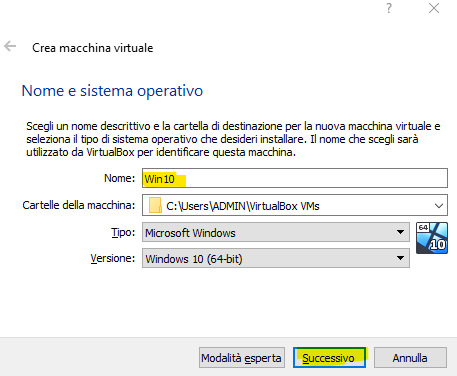 ?
Crea macchina virtuale
Nome e sistema operativo
Scegli un nome descrittivo e la cartella di destinazione per la nuova macchina virtuale e
seleziona il tipo di sistema operativo che desideri installare. Il nome che scegli sarà
utilizzato da VirtualBox per identificare questa macchina.
Nome: Win10
Cartelle della macchina: C:\Users\ADMIN\VirtualBox VMs
Tipo: Microsoft Windows
64
10
Versione: Windows 10 (64-bit)
Modalità esperta Successivo Annulla